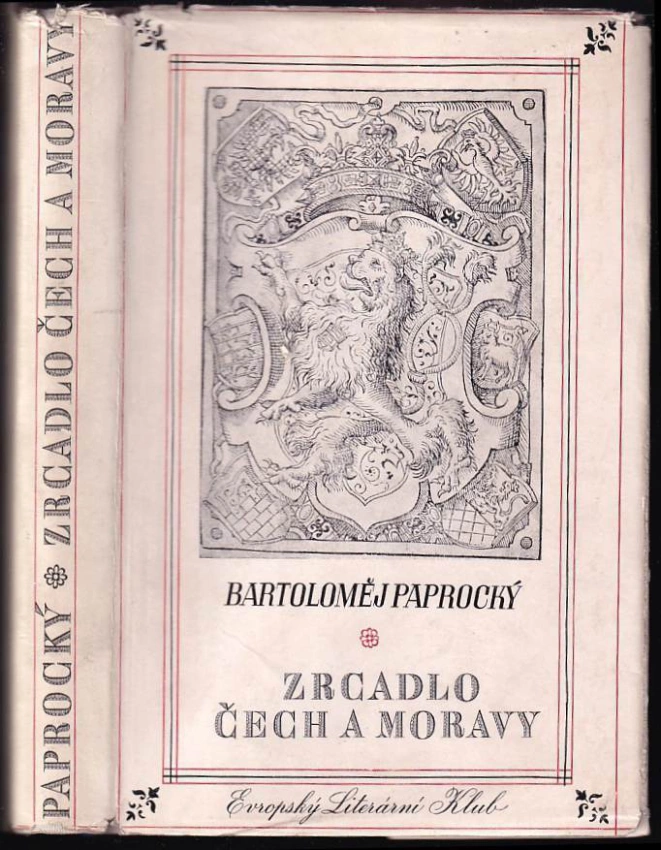 PAPROCKÝ ZRCADLO ČECH A MORAVY
BARTOLOMĚJ PAPROCKÝ
ZRCADLO
ČECH A MORAVY
Evropský Literární Klub